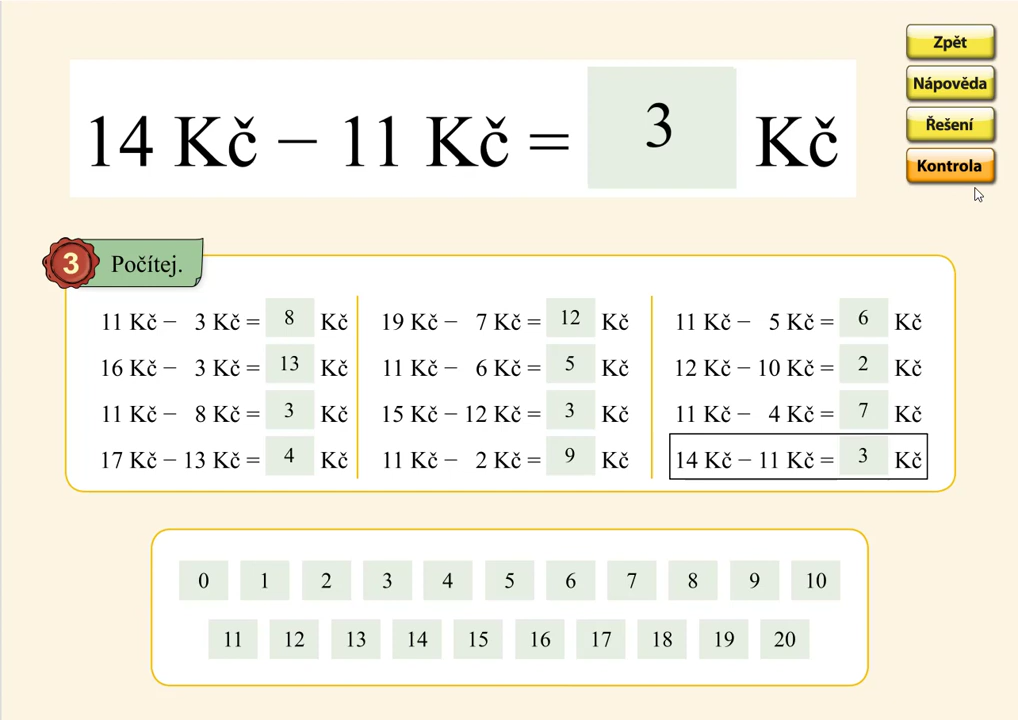 14 Kč − 11 Kč = 3 Kč
Zpět
Nápověda
Řešení
Kontrola
3 Počítej.
11 Kč − 3 Kč = 8 Kč
16 Kč − 3 Kč = 13 Kč
11 Kč − 8 Kč = 3 Kč
17 Kč − 13 Kč = 4 Kč
19 Kč − 7 Kč = 12 Kč
11 Kč − 6 Kč = 5 Kč
15 Kč − 12 Kč = 3 Kč
11 Kč − 2 Kč = 9 Kč
11 Kč − 5 Kč = 6 Kč
12 Kč − 10 Kč = 2 Kč
11 Kč − 4 Kč = 7 Kč
14 Kč − 11 Kč = 3 Kč
0 1 2 3 4 5 6 7 8 9 10
11 12 13 14 15 16 17 18 19 20